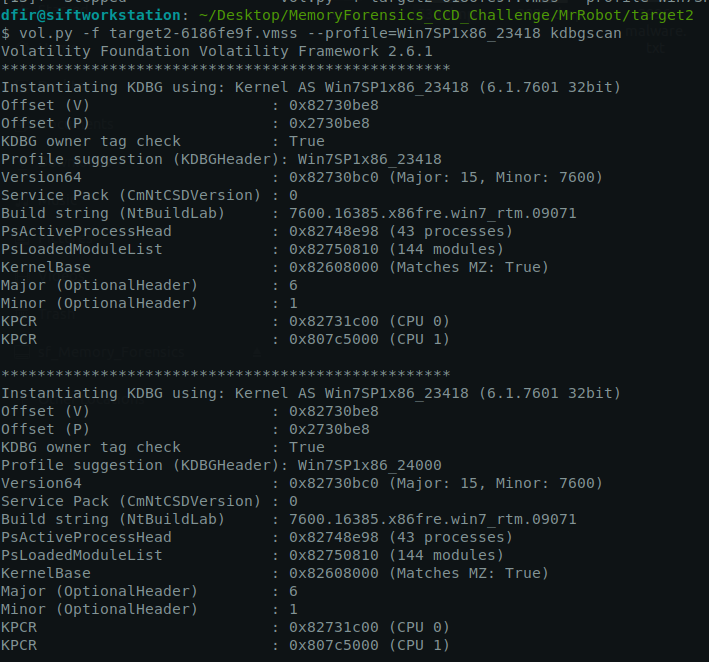 dfir@siftworkstation: ~/Desktop/MemoryForensics_CCD_Challenge/MrRobot/target2
$ vol.py -f target2-6186fe9f.vmss --profile=Win7SP1x86_23418 kdbgscan
Volatility Foundation Volatility Framework 2.6.1
**************************************************
Instantiating KDBG using: Kernel AS Win7SP1x86_23418 (6.1.7601 32bit)
Offset (V)                    : 0x82730be8
Offset (P)                    : 0x2730be8
KDBG owner tag check          : True
Profile suggestion (KDBGHeader): Win7SP1x86_23418
Version64                     : 0x82730bc0 (Major: 15, Minor: 7600)
Service Pack (CmNtCSDVersion) : 0
Build string (NtBuildLab)     : 7600.16385.x86fre.win7_rtm.09071
PsActiveProcessHead           : 0x82748e98 (43 processes)
PsLoadedModuleList            : 0x82750810 (144 modules)
KernelBase                    : 0x82608000 (Matches MZ: True)
Major (OptionalHeader)        : 6
Minor (OptionalHeader)        : 1
KPCR                          : 0x82731c00 (CPU 0)
KPCR                          : 0x807c5000 (CPU 1)
**************************************************
Instantiating KDBG using: Kernel AS Win7SP1x86_23418 (6.1.7601 32bit)
Offset (V)                    : 0x82730be8
Offset (P)                    : 0x2730be8
KDBG owner tag check          : True
Profile suggestion (KDBGHeader): Win7SP1x86_24000
Version64                     : 0x82730bc0 (Major: 15, Minor: 7600)
Service Pack (CmNtCSDVersion) : 0
Build string (NtBuildLab)     : 7600.16385.x86fre.win7_rtm.09071
PsActiveProcessHead           : 0x82748e98 (43 processes)
PsLoadedModuleList            : 0x82750810 (144 modules)
KernelBase                    : 0x82608000 (Matches MZ: True)
Major (OptionalHeader)        : 6
Minor (OptionalHeader)        : 1
KPCR                          : 0x82731c00 (CPU 0)
KPCR                          : 0x807c5000 (CPU 1)